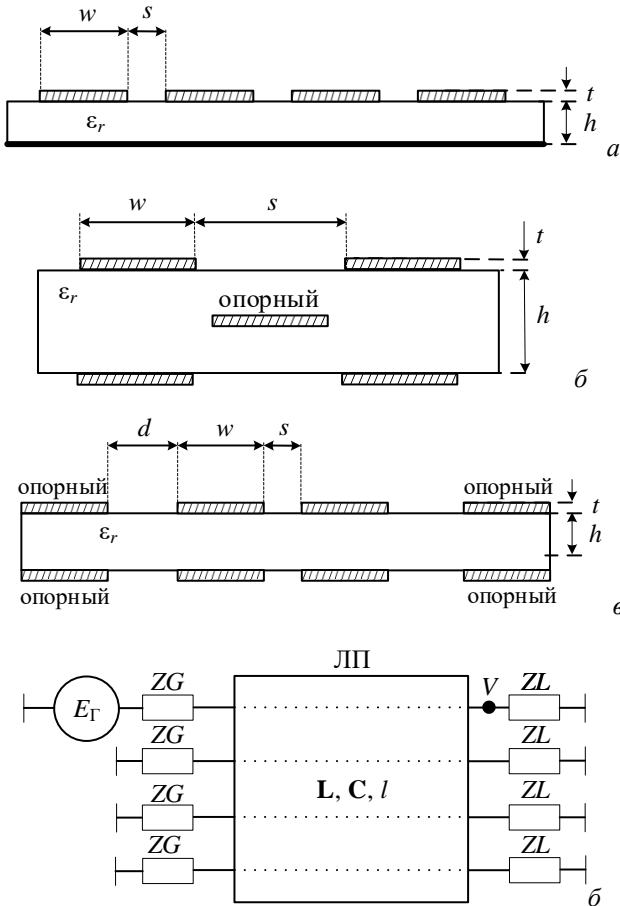 w s
t
h
εr
а
w s
t
εr
опорный
h
б
d w s
опорный опорный
t
εr
h
опорный опорный
в
ЛП
EГ ZG V ZL
ZG ZL
L, C, l
ZG ZL
ZG ZL
б